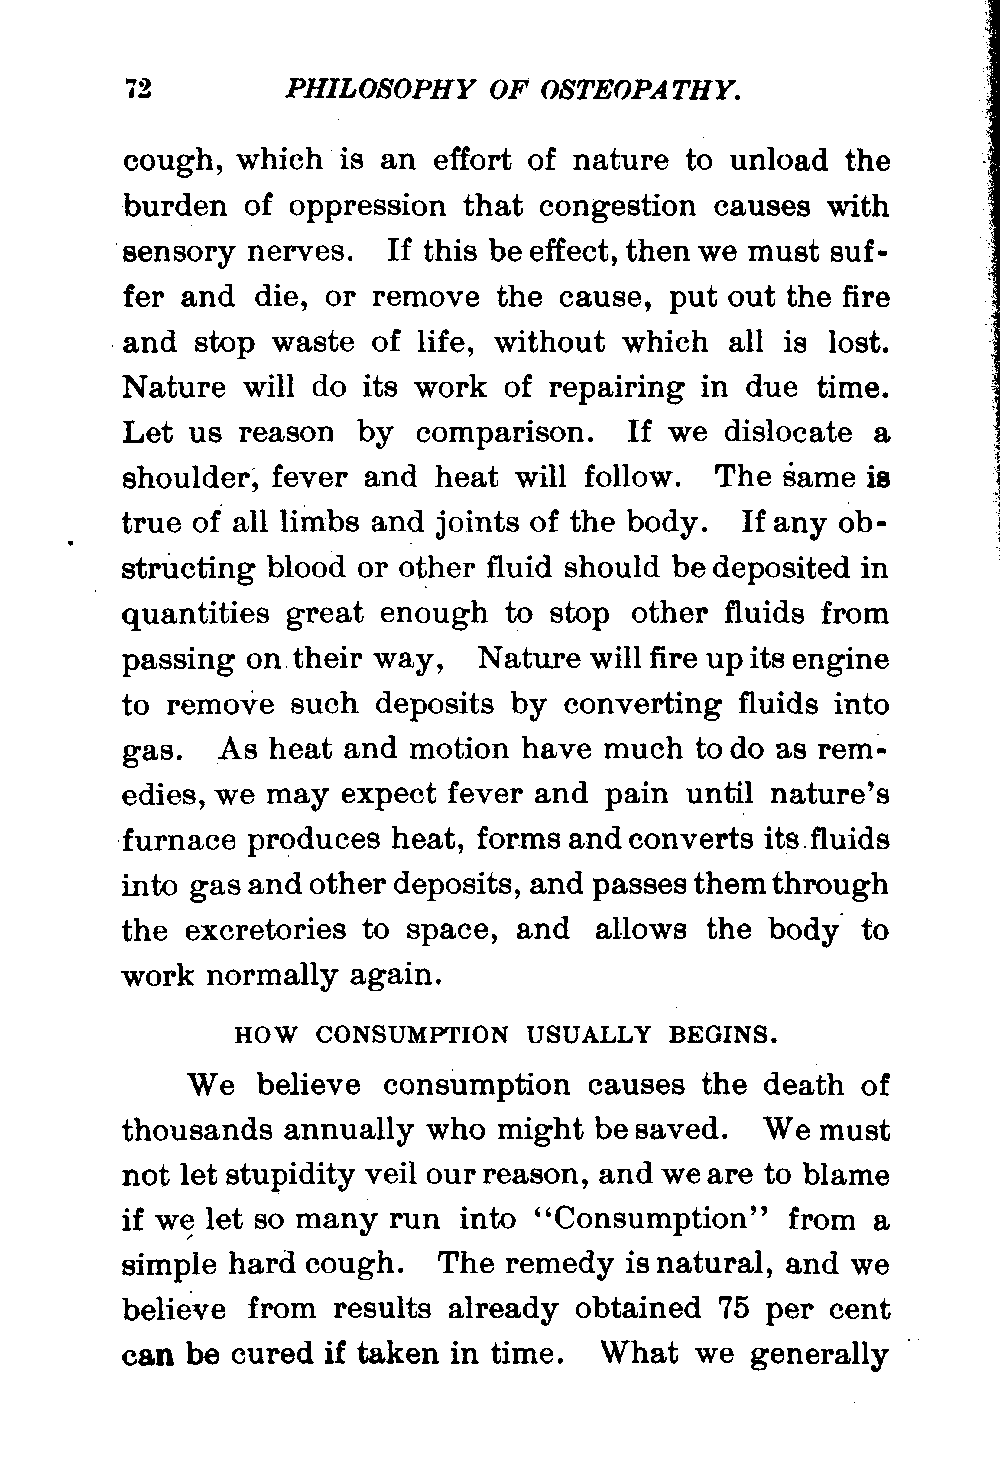 72 PHILOSOPHY OF OSTEOPATHY.
cough, which is an effort of nature to unload the
burden of oppression that congestion causes with
sensory nerves. If this be effect, then we must suf-
fer and die, or remove the cause, put out the fire
and stop waste of life, without which all is lost.
Nature will do its work of repairing in due time.
Let us reason by comparison. If we dislocate a
shoulder, fever and heat will follow. The same is
true of all limbs and joints of the body. If any ob-
structing blood or other fluid should be deposited in
quantities great enough to stop other fluids from
passing on their way, Nature will fire up its engine
to remove such deposits by converting fluids into
gas. As heat and motion have much to do as rem-
edies, we may expect fever and pain until nature's
furnace produces heat, forms and converts its fluids
into gas and other deposits, and passes them through
the excretories to space, and allows the body to
work normally again.
HOW CONSUMPTION USUALLY BEGINS.
We believe consumption causes the death of
thousands annually who might be saved. We must
not let stupidity veil our reason, and we are to blame
if we let so many run into "Consumption" from a
simple hard cough. The remedy is natural, and we
believe from results already obtained 75 per cent
can be cured if taken in time. What we generally